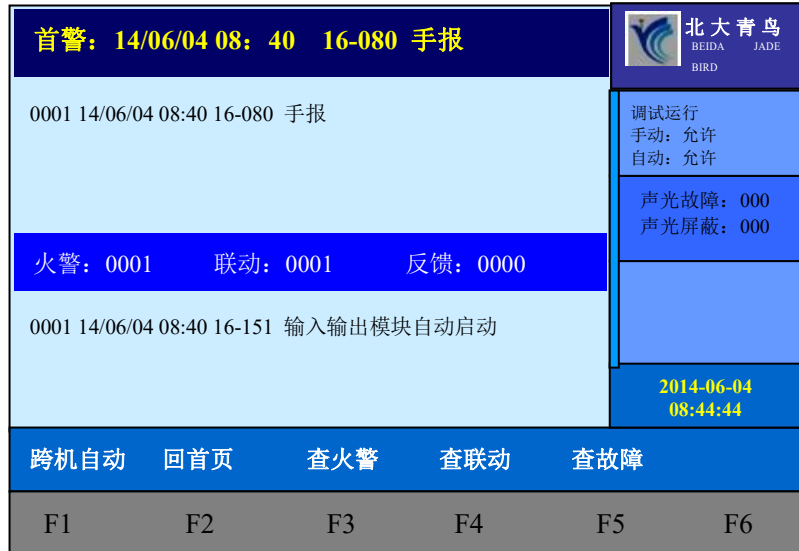 首警：14/06/04 08：40 16-080 手报
北大青鸟
BEIDA JADE
BIRD
0001 14/06/04 08:40 16-080 手报
调试运行
手动：允许
自动：允许
声光故障：000
声光屏蔽：000
火警：0001 联动：0001 反馈：0000
0001 14/06/04 08:40 16-151 输入输出模块自动启动
2014-06-04
08:44:44
跨机自动 回首页 查火警 查联动 查故障
F1 F2 F3 F4 F5 F6